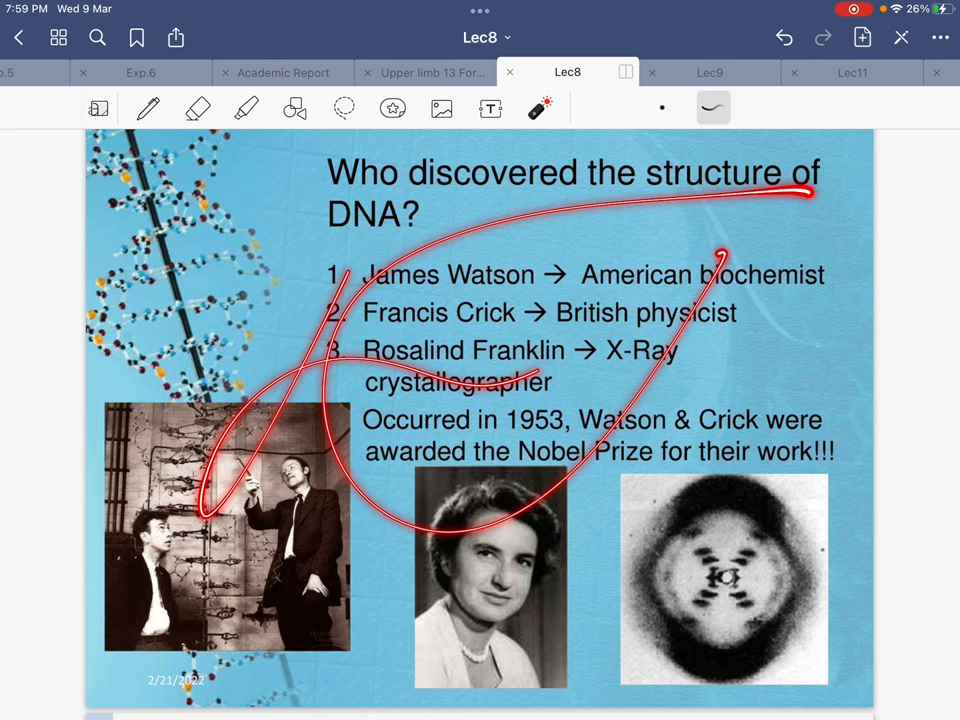 7:59 PM Wed 9 Mar
26%
Lec8
p.5
Exp.6
Academic Report
Upper limb 13 For...
Lec8
Lec9
Lec11
Who discovered the structure of
DNA?
1. James Watson → American biochemist
2. Francis Crick → British physicist
3. Rosalind Franklin → X-Ray
crystallographer
Occurred in 1953, Watson & Crick were
awarded the Nobel Prize for their work!!!
2/21/2022